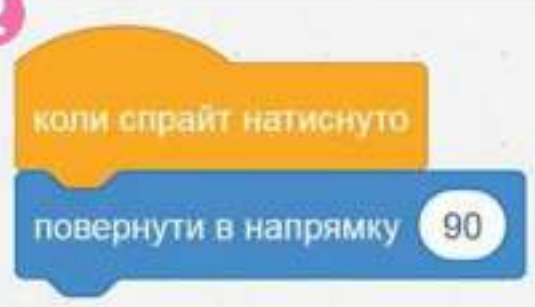 коли спрайт натиснуто
повернути в напрямку 90